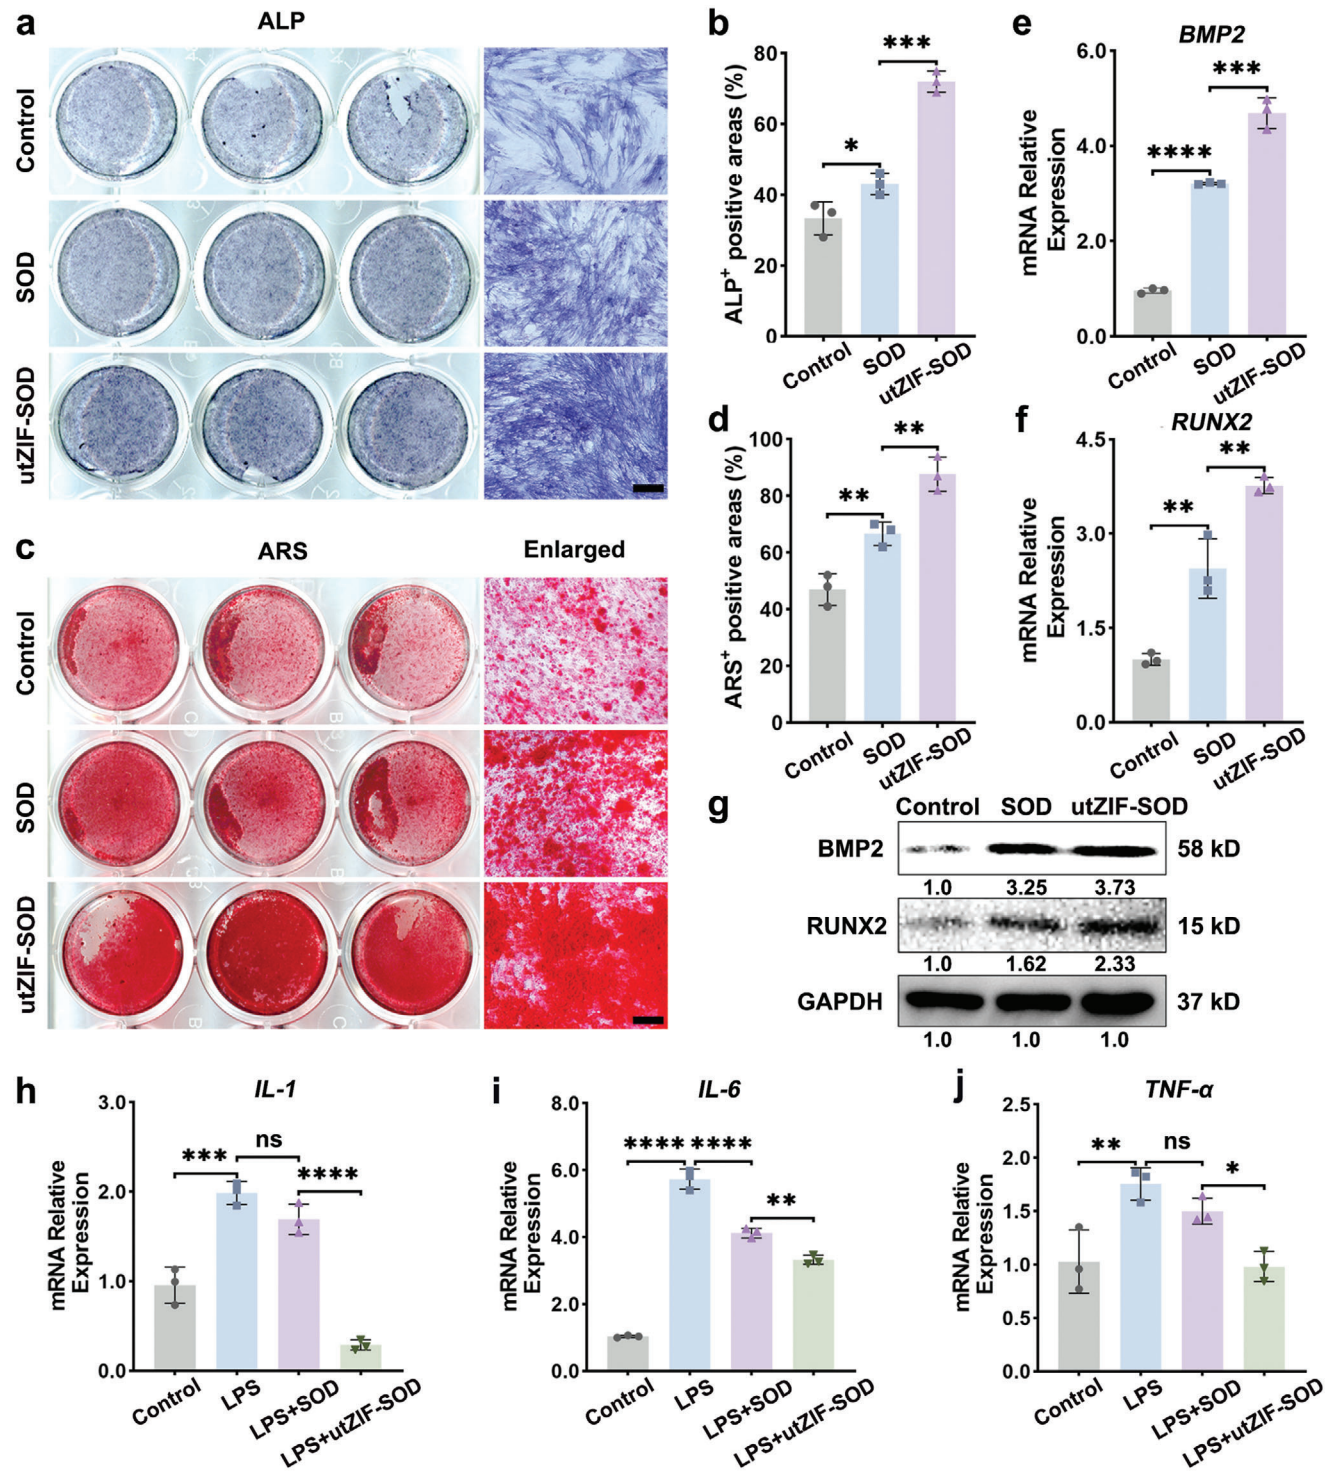 a
ALP
Control
SOD
utZIF-SOD
b
ALP⁺ positive areas (%)
80
60
40
20
0
*
***
Control
SOD
utZIF-SOD
e
BMP2
mRNA Relative
Expression
6.0
4.0
2.0
0.0
****
***
Control
SOD
utZIF-SOD
c
ARS
Enlarged
Control
SOD
utZIF-SOD
d
ARS⁺ positive areas (%)
100
80
60
40
20
0
**
**
Control
SOD
utZIF-SOD
f
RUNX2
mRNA Relative
Expression
4.5
3.0
1.5
0.0
**
**
Control
SOD
utZIF-SOD
g
Control SOD utZIF-SOD
BMP2 58 kD
1.0 3.25 3.73
RUNX2 15 kD
1.0 1.62 2.33
GAPDH 37 kD
1.0 1.0 1.0
h
IL-1
mRNA Relative
Expression
3.0
2.0
1.0
0.0
***
ns
****
Control
LPS
LPS+SOD
LPS+utZIF-SOD
i
IL-6
mRNA Relative
Expression
8.0
6.0
4.0
2.0
0.0
****
****
**
Control
LPS
LPS+SOD
LPS+utZIF-SOD
j
TNF-α
mRNA Relative
Expression
2.5
2.0
1.5
1.0
0.5
0.0
**
ns
*
Control
LPS
LPS+SOD
LPS+utZIF-SOD